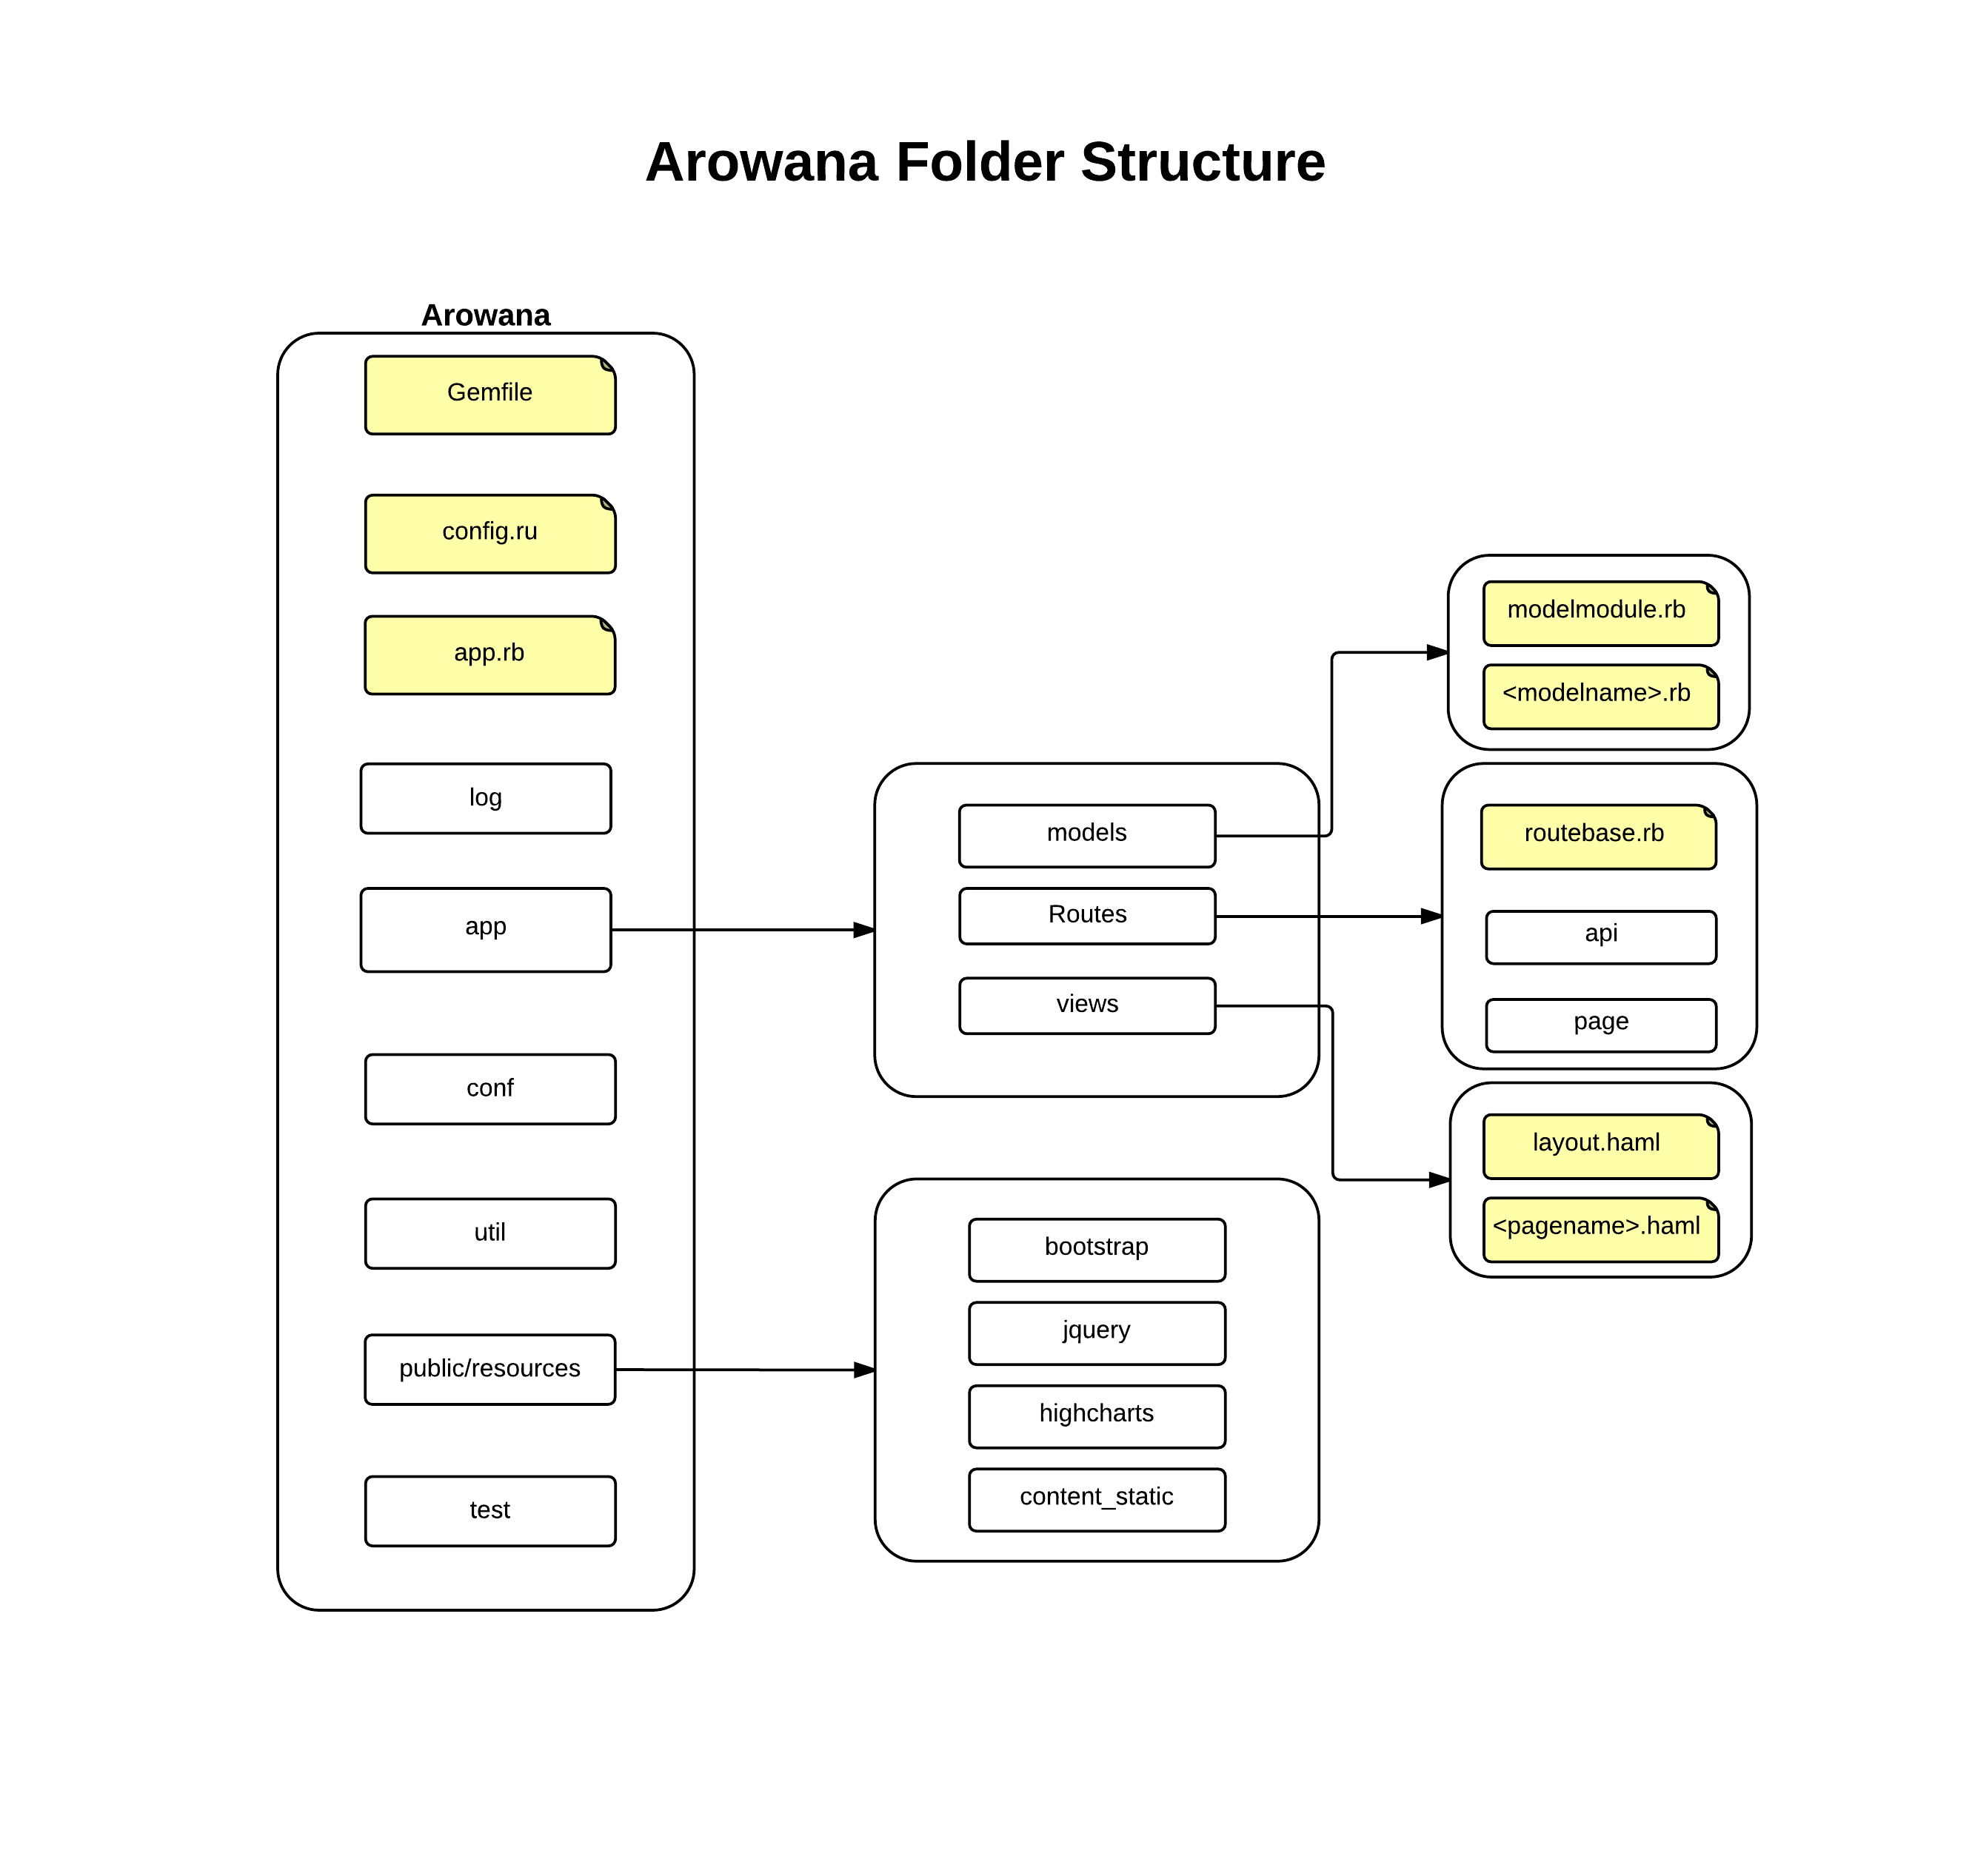 Arowana Folder Structure
Arowana
Gemfile
config.ru
app.rb
log
app
conf
util
public/resources
test
models
Routes
views
bootstrap
jquery
highcharts
content_static
modelmodule.rb
<modelname>.rb
routebase.rb
api
page
layout.haml
<pagename>.haml